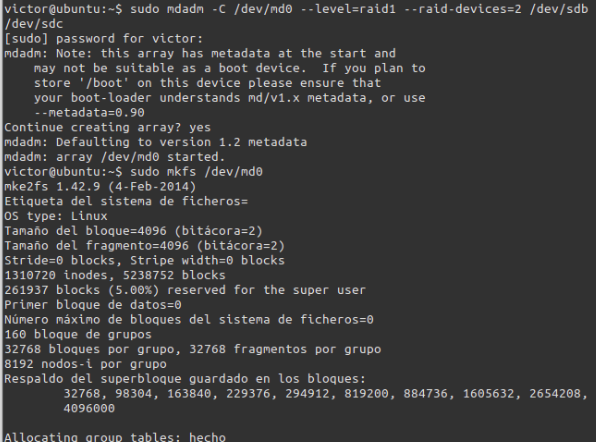 victor@ubuntu:~$ sudo mdadm -C /dev/md0 --level=raid1 --raid-devices=2 /dev/sdb
/dev/sdc
[sudo] password for victor:
mdadm: Note: this array has metadata at the start and
    may not be suitable as a boot device.  If you plan to
    store '/boot' on this device please ensure that
    your boot-loader understands md/v1.x metadata, or use
    --metadata=0.90
Continue creating array? yes
mdadm: Defaulting to version 1.2 metadata
mdadm: array /dev/md0 started.
victor@ubuntu:~$ sudo mkfs /dev/md0
mke2fs 1.42.9 (4-Feb-2014)
Etiqueta del sistema de ficheros=
OS type: Linux
Tamaño del bloque=4096 (bitácora=2)
Tamaño del fragmento=4096 (bitácora=2)
Stride=0 blocks, Stripe width=0 blocks
1310720 inodes, 5238752 blocks
261937 blocks (5.00%) reserved for the super user
Primer bloque de datos=0
Número máximo de bloques del sistema de ficheros=0
160 bloque de grupos
32768 bloques por grupo, 32768 fragmentos por grupo
8192 nodos-i por grupo
Respaldo del superbloque guardado en los bloques:
        32768, 98304, 163840, 229376, 294912, 819200, 884736, 1605632, 2654208,
        4096000
Allocating group tables: hecho